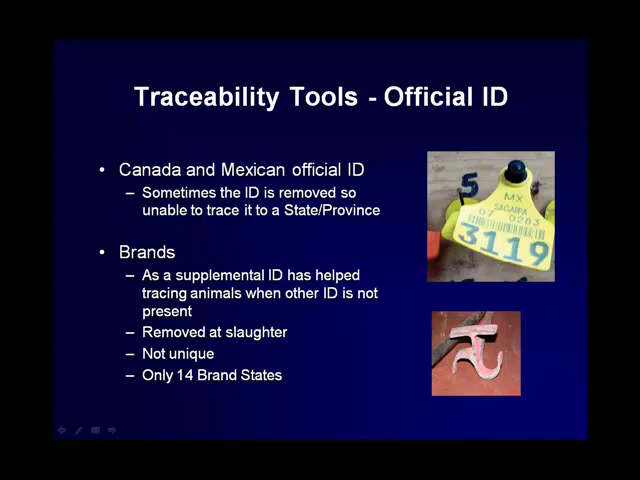 Traceability Tools - Official ID
• Canada and Mexican official ID
– Sometimes the ID is removed so
unable to trace it to a State/Province
• Brands
– As a supplemental ID has helped
tracing animals when other ID is not
present
– Removed at slaughter
– Not unique
– Only 14 Brand States
5
MX
SAGARPA
07 0283
3119